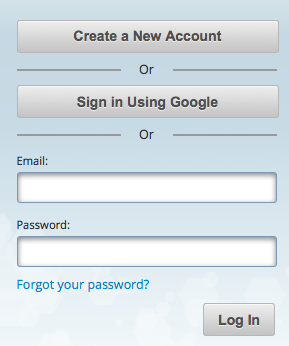 Create a New Account
Or
Sign in Using Google
Or
Email:
Password:
Forgot your password?
Log In